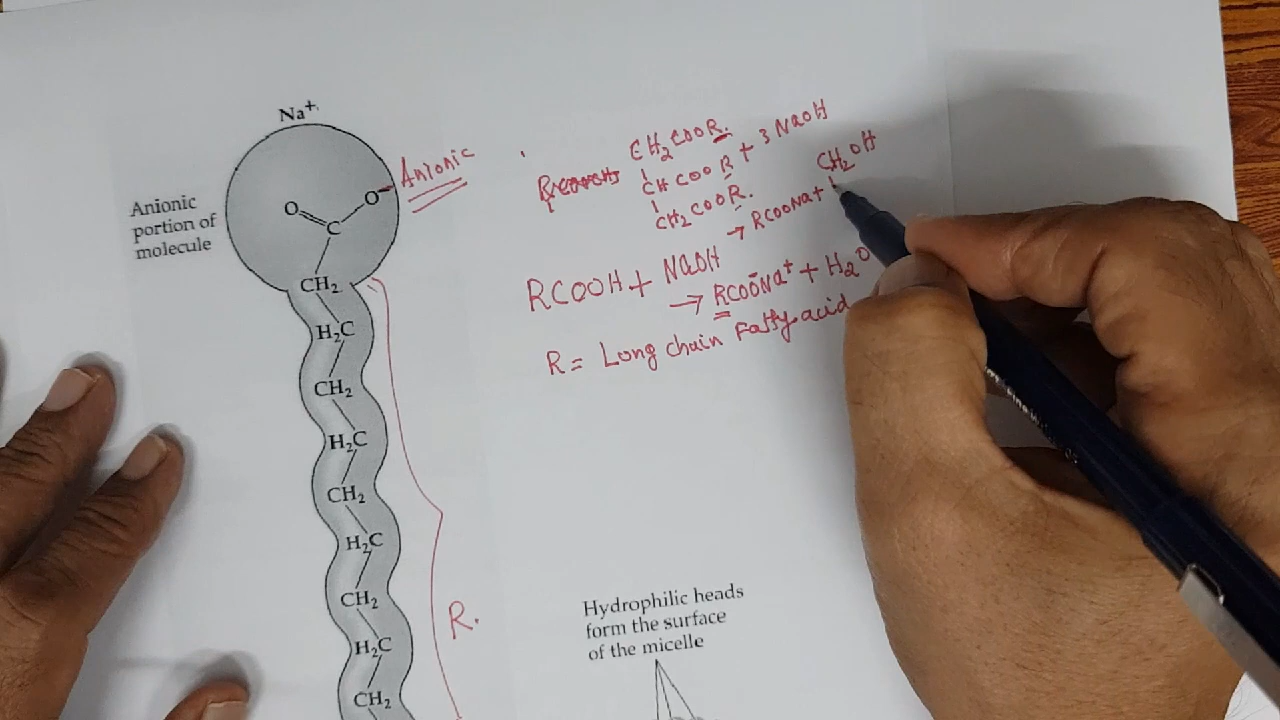 Na⁺
Anionic
portion of
molecule
O
O⁻
C
CH₂
H₂C
CH₂
H₂C
CH₂
H₂C
CH₂
H₂C
CH₂
Anionic
R.
CH₂COOR.
CH COO R + 3 NaOH
CH₂COOR.
→ RCOONa + CH₂OH
RCOOH + NaOH
→ RCOO⁻Na⁺ + H₂O
R = Long chain Fatty acid
Hydrophilic heads
form the surface
of the micelle